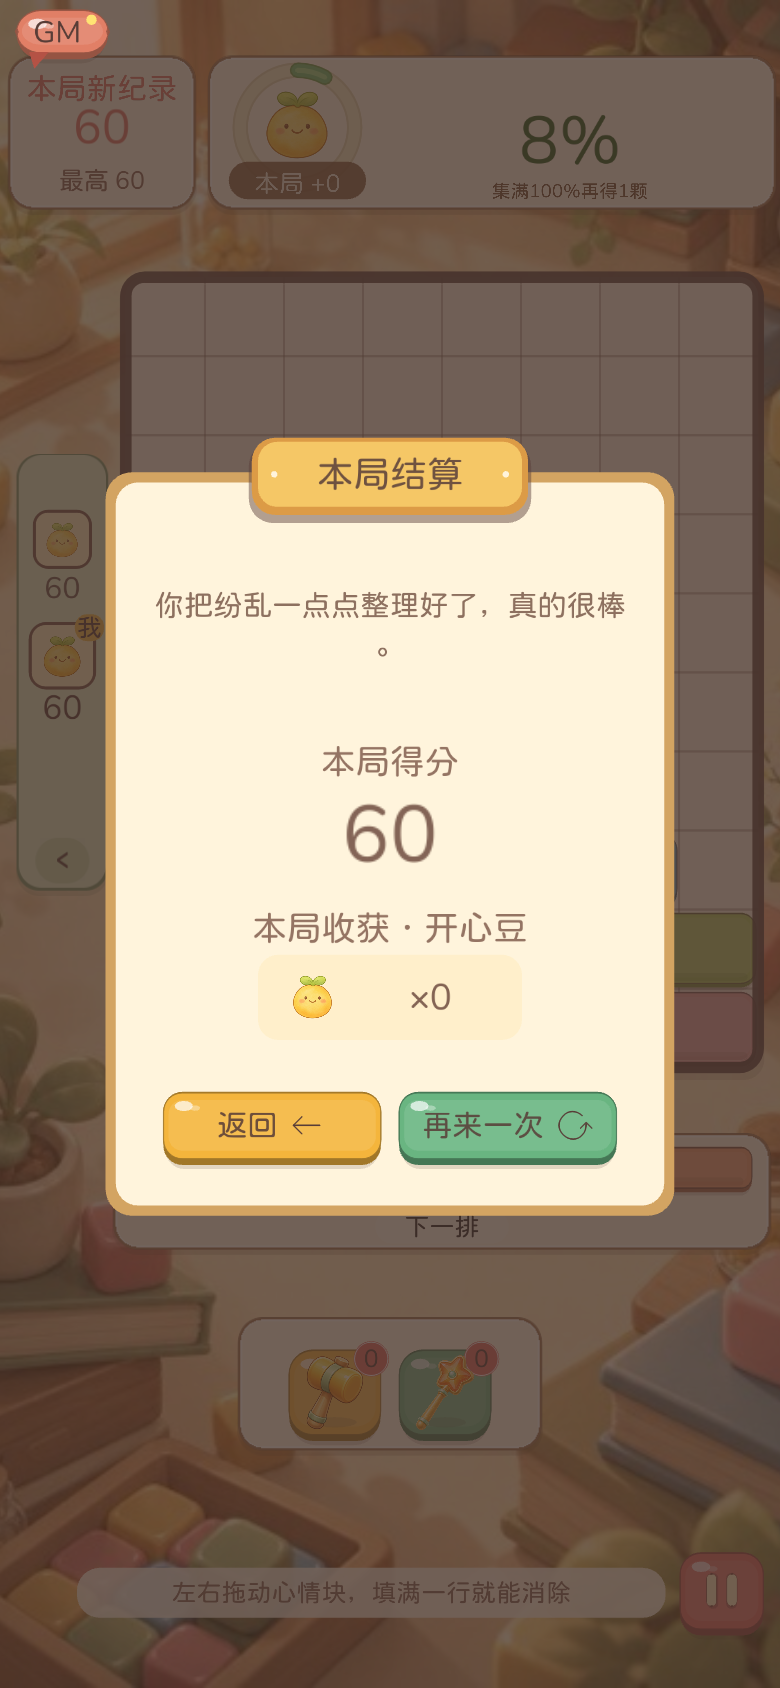 GM
本局新纪录
60
最高 60
本局 +0
8%
集满100%再得1颗
60
我
60
<
本局结算
你把纷乱一点点整理好了，真的很棒
。
本局得分
60
本局收获·开心豆
×0
返回 ←
再来一次
下一排
0
0
左右拖动心情块，填满一行就能消除